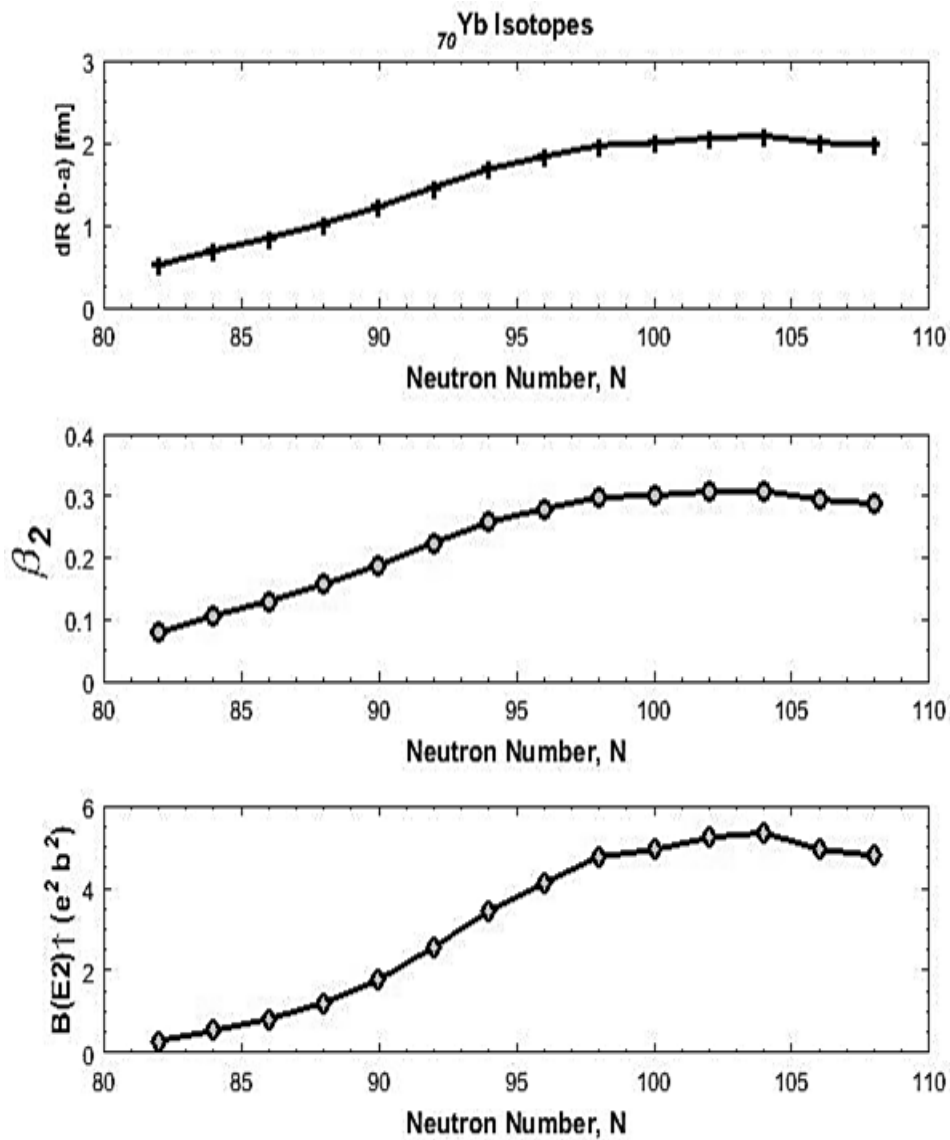 ₇₀Yb Isotopes
3
2
1
0
dR (b-a) [fm]
80 85 90 95 100 105 110
Neutron Number, N
0.4
0.3
0.2
0.1
0
β₂
80 85 90 95 100 105 110
Neutron Number, N
6
4
2
0
B(E2)↑ (e² b²)
80 85 90 95 100 105 110
Neutron Number, N